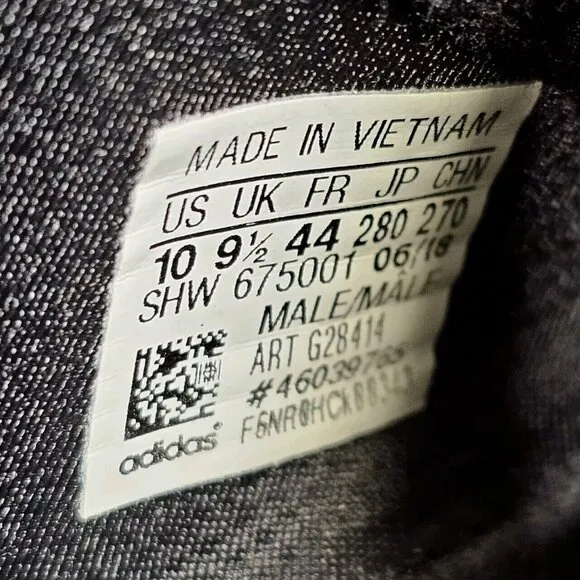 MADE IN VIETNAM
US UK FR JP CHN
10 9½ 44 280 270
SHW 675001 06/18
MALE/MÂLE
ART G28414
adidas